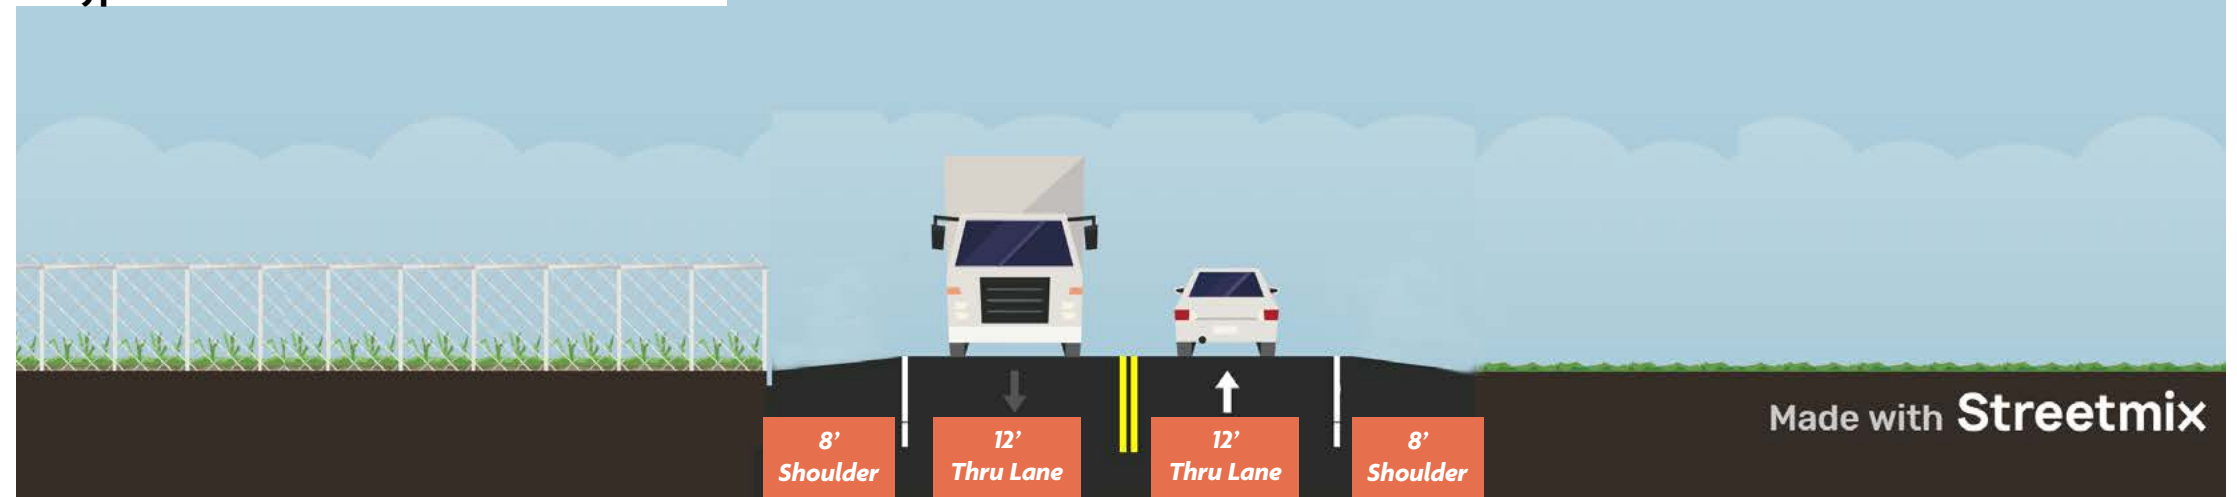 8’
Shoulder
12’
Thru Lane
12’
Thru Lane
8’
Shoulder
Made with Streetmix